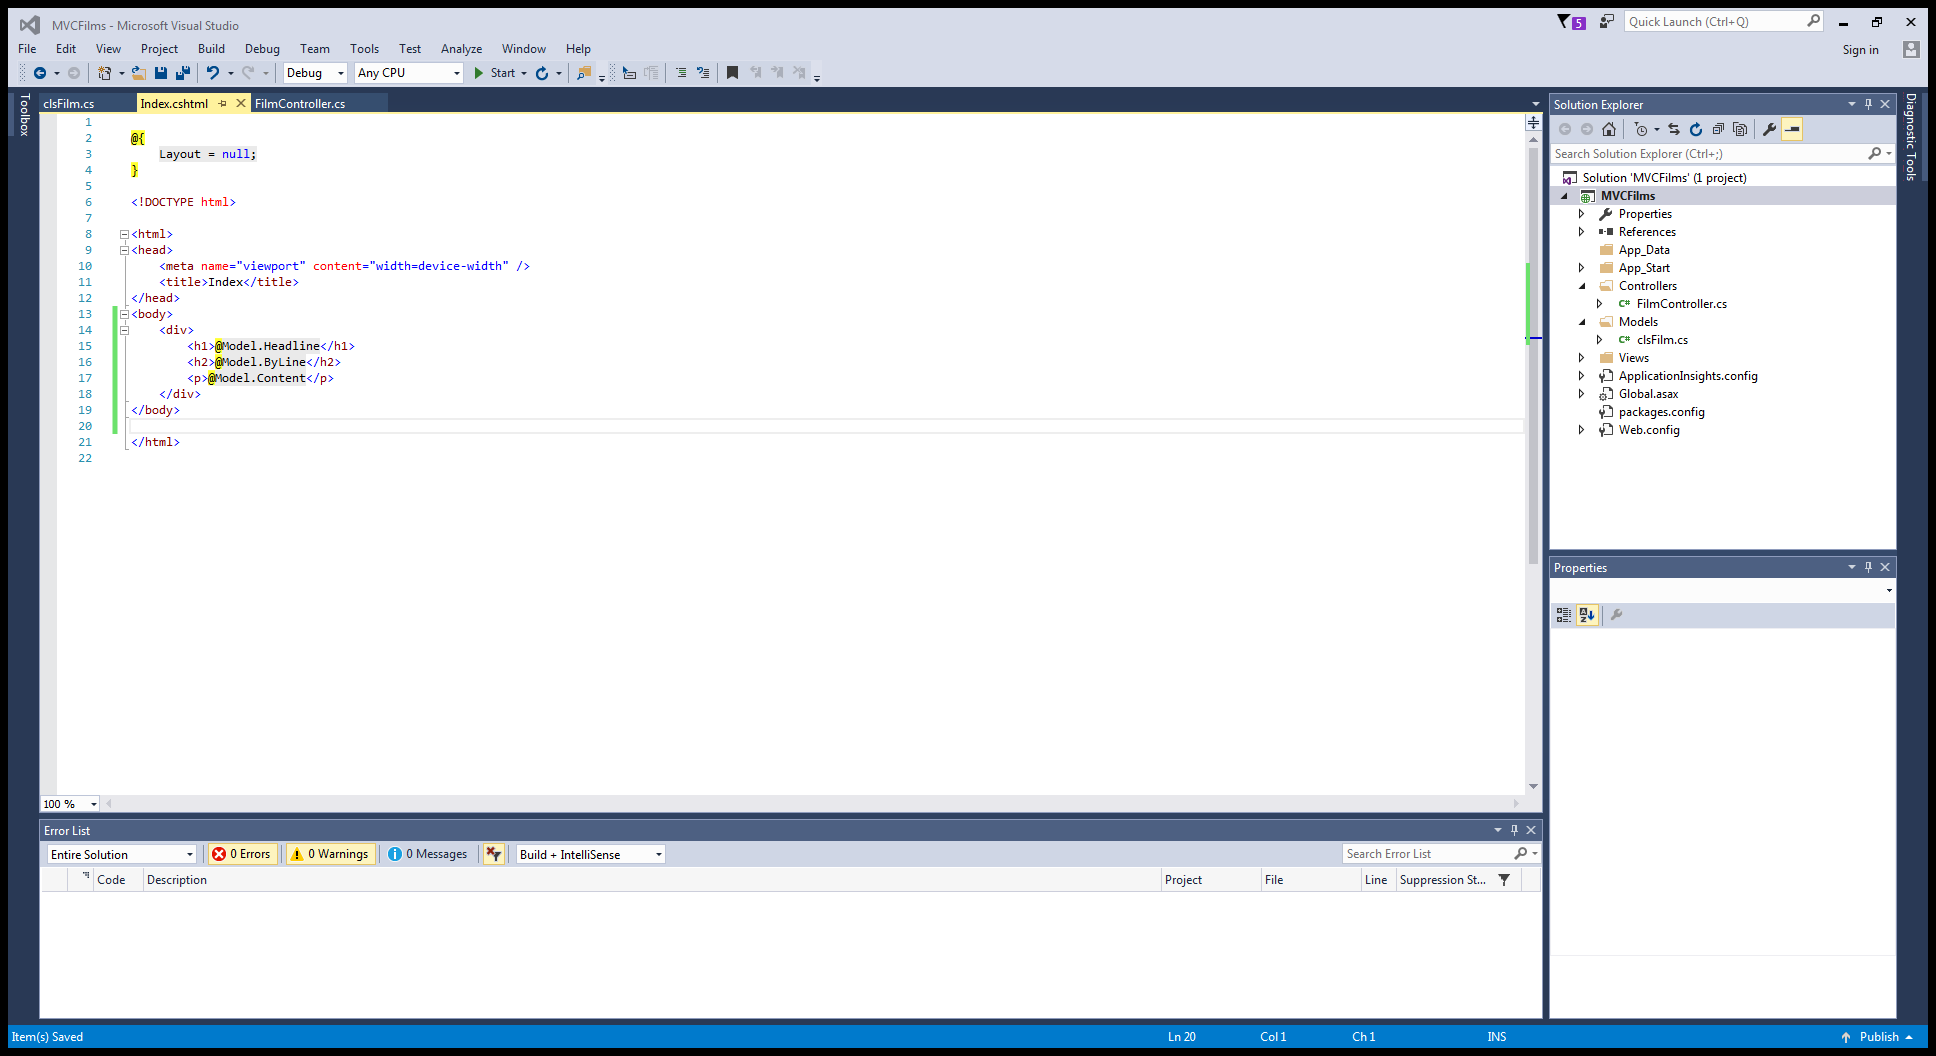 MVCFilms - Microsoft Visual Studio
5
Quick Launch (Ctrl+Q)
File Edit View Project Build Debug Team Tools Test Analyze Window Help
Sign in
Debug Any CPU Start
Toolbox
clsFilm.cs Index.cshtml FilmController.cs
1
2 @{
3 Layout = null;
4 }
5
6 <!DOCTYPE html>
7
8 <html>
9 <head>
10 <meta name="viewport" content="width=device-width" />
11 <title>Index</title>
12 </head>
13 <body>
14 <div>
15 <h1>@Model.Headline</h1>
16 <h2>@Model.ByLine</h2>
17 <p>@Model.Content</p>
18 </div>
19 </body>
20
21 </html>
22
100 %
Solution Explorer
Search Solution Explorer (Ctrl+;)
Solution 'MVCFilms' (1 project)
MVCFilms
Properties
References
App_Data
App_Start
Controllers
C# FilmController.cs
Models
C# clsFilm.cs
Views
ApplicationInsights.config
Global.asax
packages.config
Web.config
Diagnostic Tools
Properties
Error List
Entire Solution 0 Errors 0 Warnings 0 Messages Build + IntelliSense Search Error List
Code Description Project File Line Suppression St...
Item(s) Saved Ln 20 Col 1 Ch 1 INS Publish